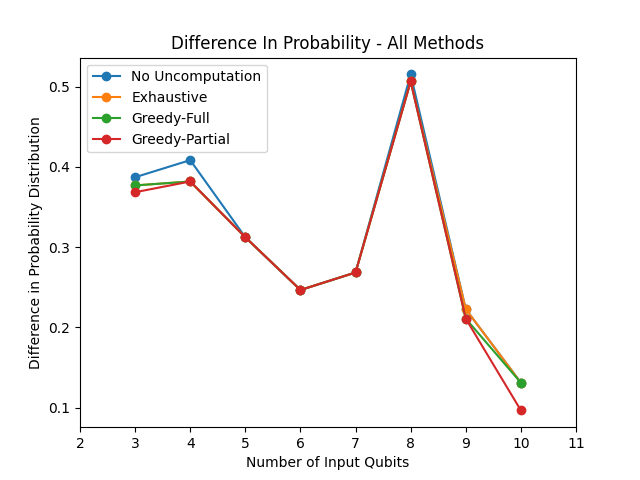 Difference In Probability - All Methods
No Uncomputation
Exhaustive
Greedy-Full
Greedy-Partial
Difference in Probability Distribution
0.5
0.4
0.3
0.2
0.1
2 3 4 5 6 7 8 9 10 11
Number of Input Qubits